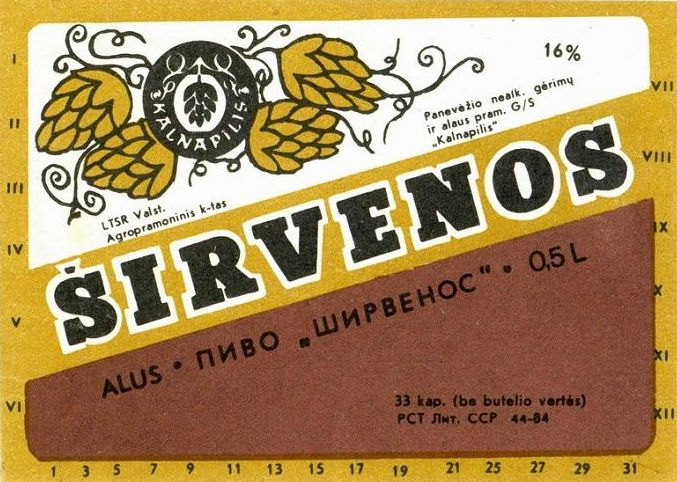 KALNAPILIS
16%
Panevėžio nealk. gėrimų
ir alaus pram. G/S
„Kalnapilis"
LTSR Valst.
Agropramoninis k-tas
ŠIRVENOS
ALUS • ПИВО „ШИРВЕНОС" • 0,5 L
33 kap. (be butelio vertės)
РСТ Лит. ССР 44-84
I
II
III
IV
V
VI
VII
VIII
IX
X
XI
XII
1 3 5 7 9 11 13 15 17 19 21 23 25 27 29 31